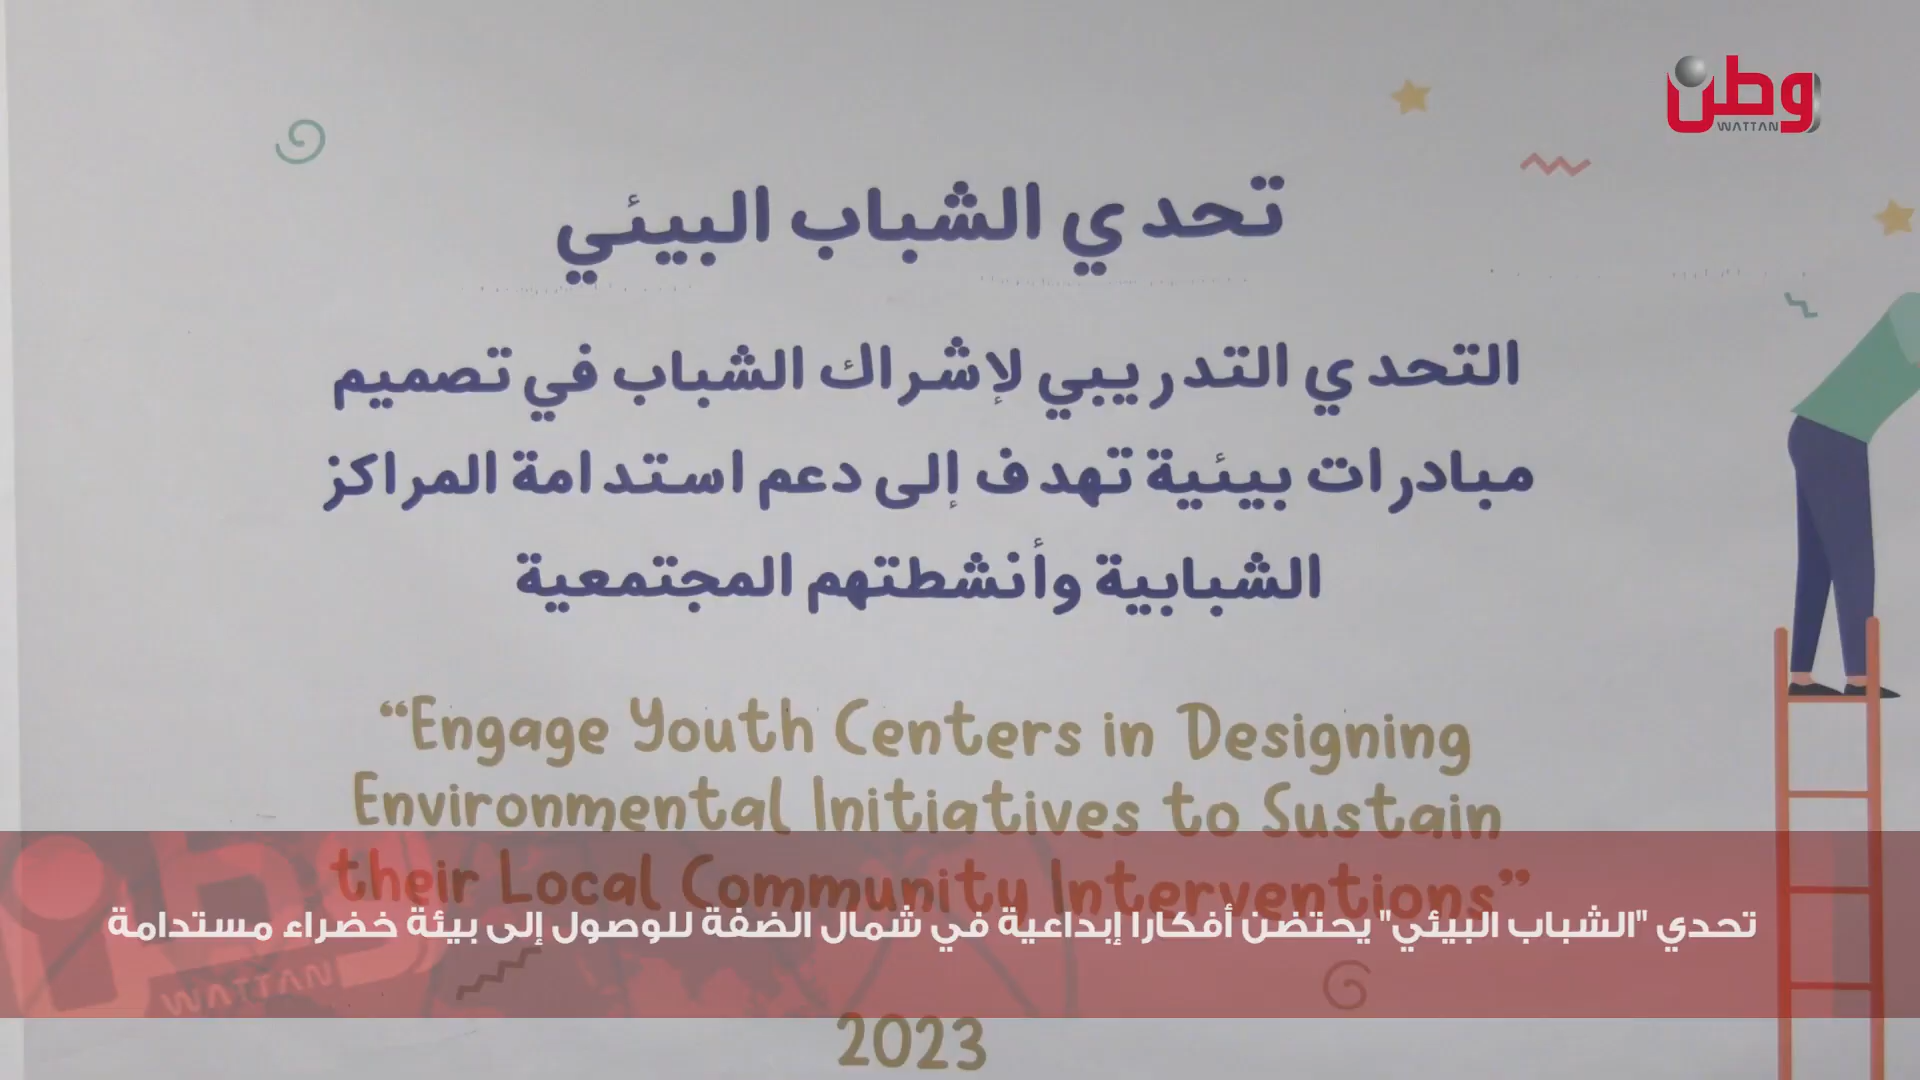 وطن
WATTAN
تحدي الشباب البيئي
التحدي التدريبي لإشراك الشباب في تصميم
مبادرات بيئية تهدف إلى دعم استدامة المراكز
الشبابية وأنشطتهم المجتمعية
“Engage Youth Centers in Designing
Environmental Initiatives to Sustain
their Local Community Interventions”
تحدي "الشباب البيئي" يحتضن أفكارا إبداعية في شمال الضفة للوصول إلى بيئة خضراء مستدامة
وطن
WATTAN
2023